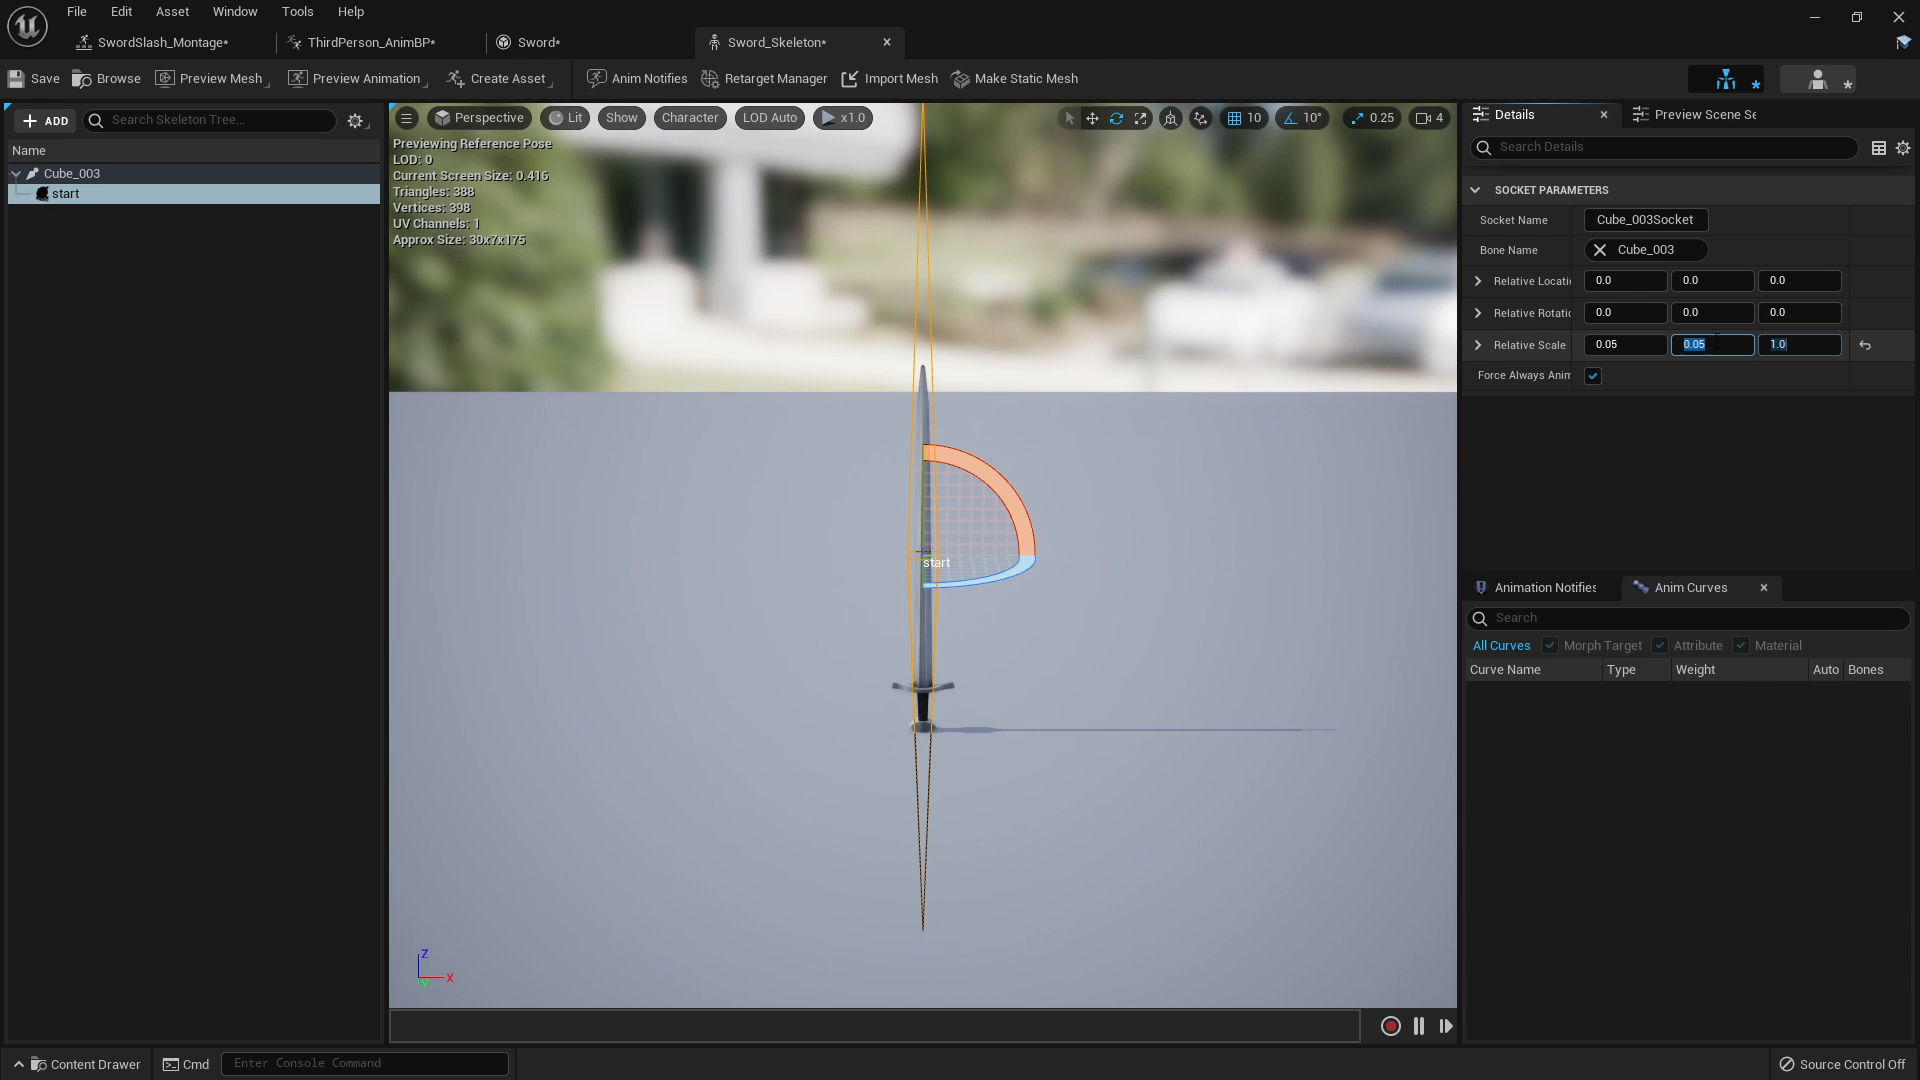 File Edit Asset Window Tools Help
SwordSlash_Montage* ThirdPerson_AnimBP* Sword* Sword_Skeleton*
Save Browse Preview Mesh Preview Animation Create Asset Anim Notifies Retarget Manager Import Mesh Make Static Mesh
ADD Search Skeleton Tree...
Name
Cube_003
start
Perspective Lit Show Character LOD Auto x1.0 10 10° 0.25 4
Previewing Reference Pose
LOD: 0
Current Screen Size: 0.416
Triangles: 388
Vertices: 398
UV Channels: 1
Approx Size: 30x7x175
start
Z
X
Y
Details Preview Scene Se
Search Details
SOCKET PARAMETERS
Socket Name Cube_003Socket
Bone Name Cube_003
Relative Locati 0.0 0.0 0.0
Relative Rotatic 0.0 0.0 0.0
Relative Scale 0.05 0.05 1.0
Force Always Anim
Animation Notifies Anim Curves
Search
All Curves Morph Target Attribute Material
Curve Name Type Weight Auto Bones
Content Drawer Cmd Enter Console Command Source Control Off